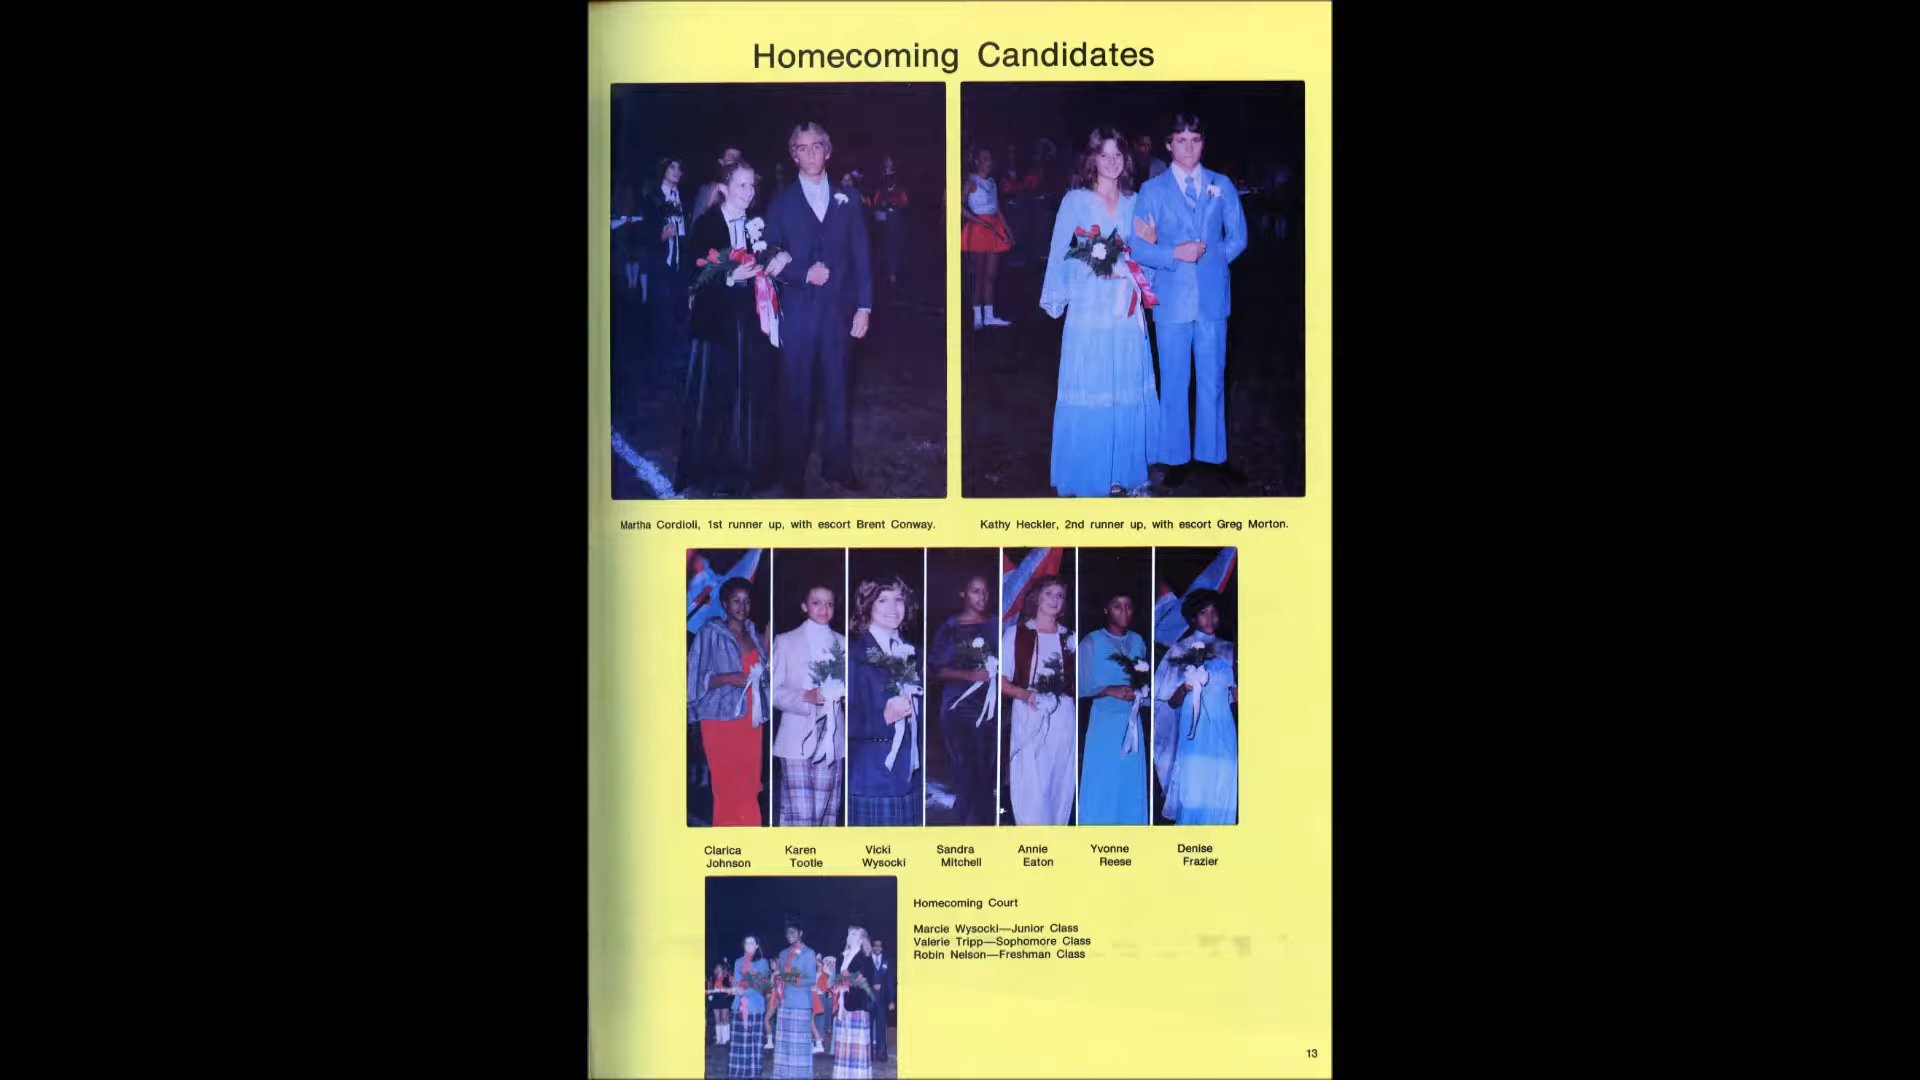 Homecoming Candidates
Martha Cordioli, 1st runner up, with escort Brent Conway.
Kathy Heckler, 2nd runner up, with escort Greg Morton.
Clarica Johnson
Karen Tootle
Vicki Wysocki
Sandra Mitchell
Annie Eaton
Yvonne Reese
Denise Frazier
Homecoming Court
Marcie Wysocki—Junior Class
Valerie Tripp—Sophomore Class
Robin Nelson—Freshman Class
13